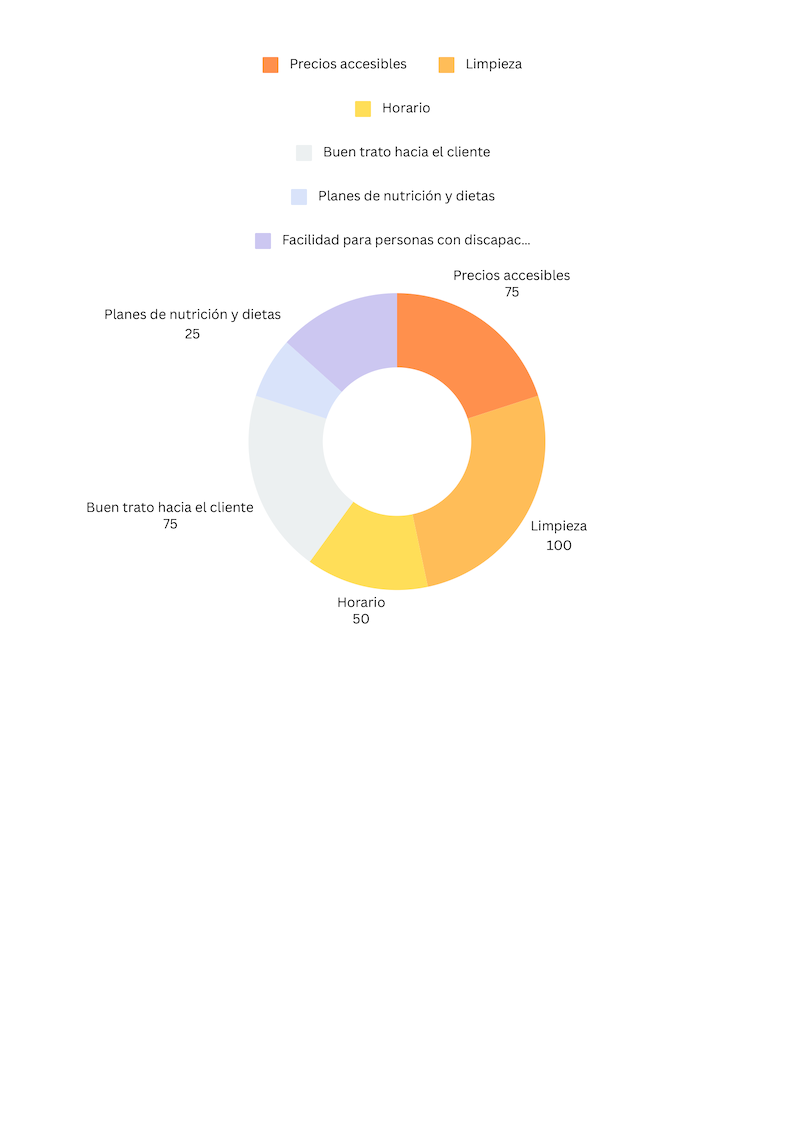 Precios accesibles
Limpieza
Horario
Buen trato hacia el cliente
Planes de nutrición y dietas
Facilidad para personas con discapac...
Precios accesibles
75
Planes de nutrición y dietas
25
Buen trato hacia el cliente
75
Limpieza
100
Horario
50